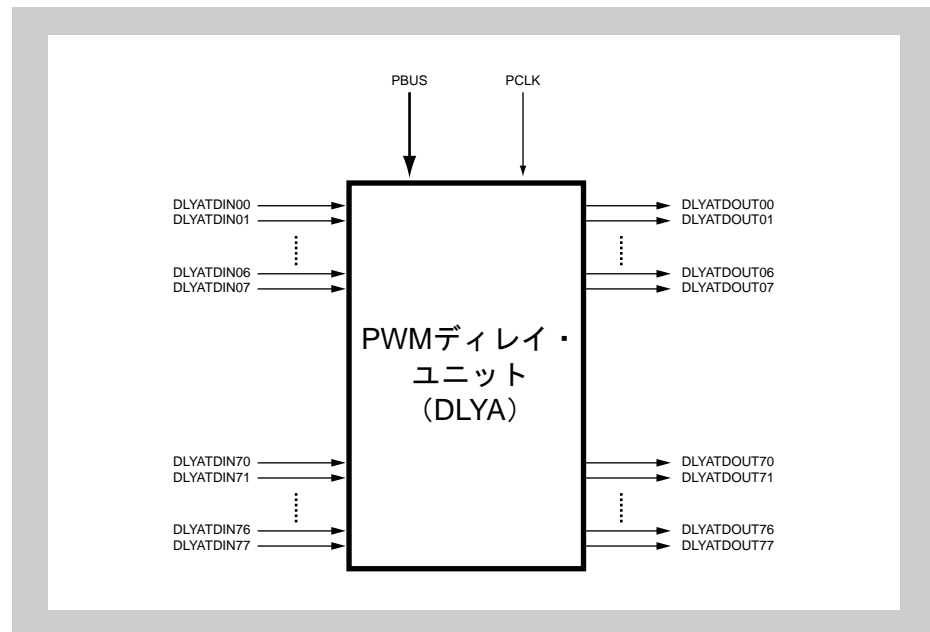 PBUS PCLK
DLYATDIN00 DLYATDOUT00
DLYATDIN01 DLYATDOUT01
DLYATDIN06 DLYATDOUT06
DLYATDIN07 DLYATDOUT07
PWMディレイ・
ユニット
（DLYA）
DLYATDIN70 DLYATDOUT70
DLYATDIN71 DLYATDOUT71
DLYATDIN76 DLYATDOUT76
DLYATDIN77 DLYATDOUT77